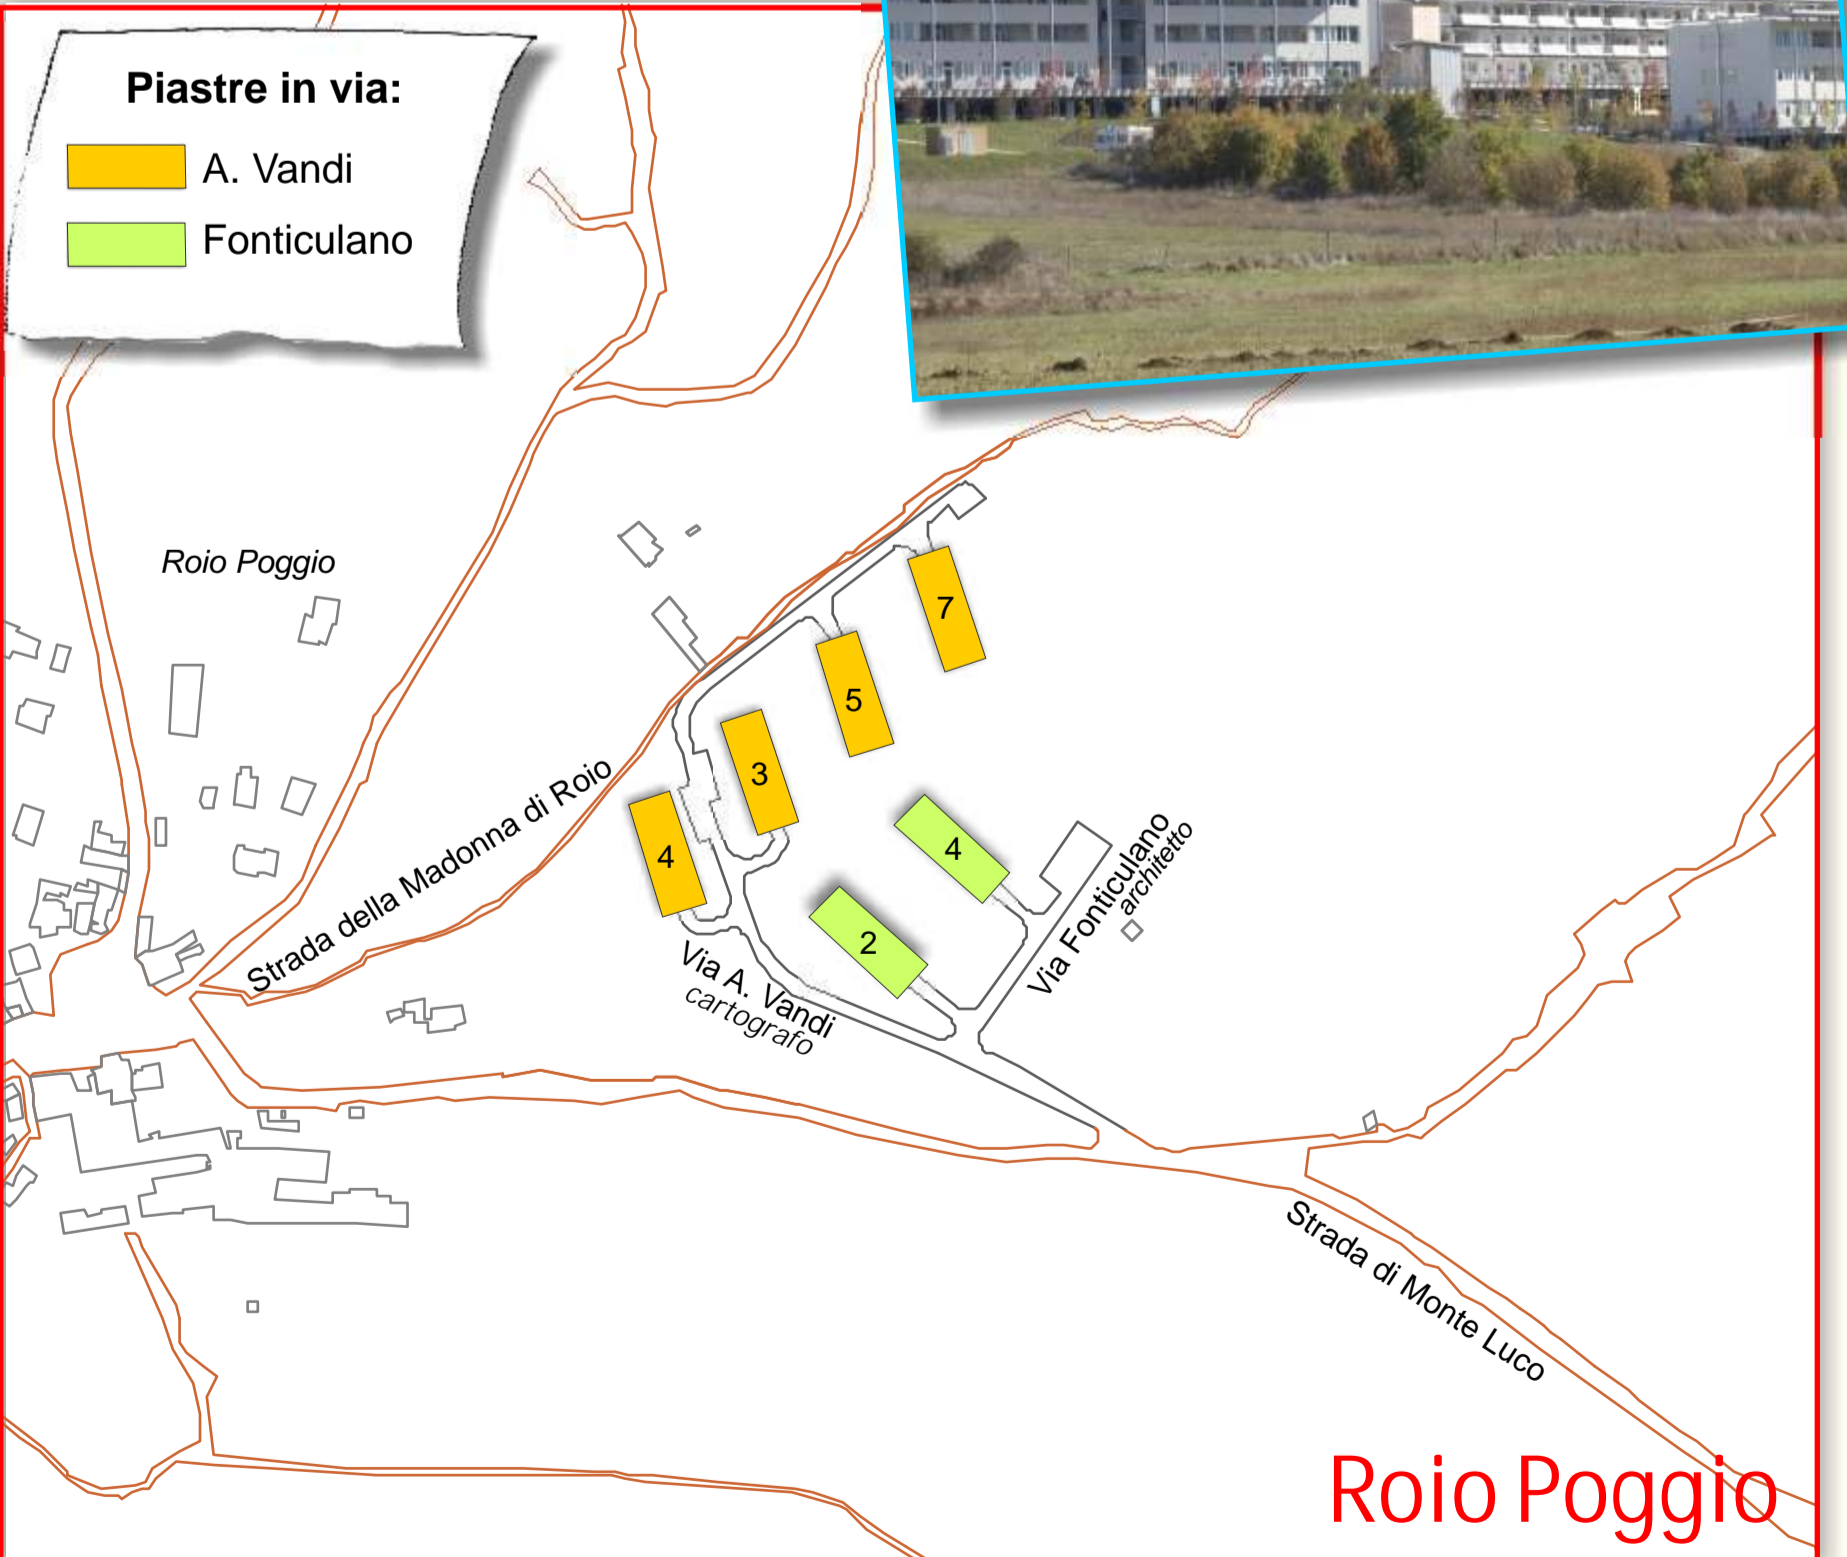 Piastre in via:
A. Vandi
Fonticulano
Roio Poggio
7
5
3
4
4
2
Strada della Madonna di Roio
Via A. Vandi
cartografo
Via Fonticulano
architetto
Strada di Monte Luco
Roio Poggio